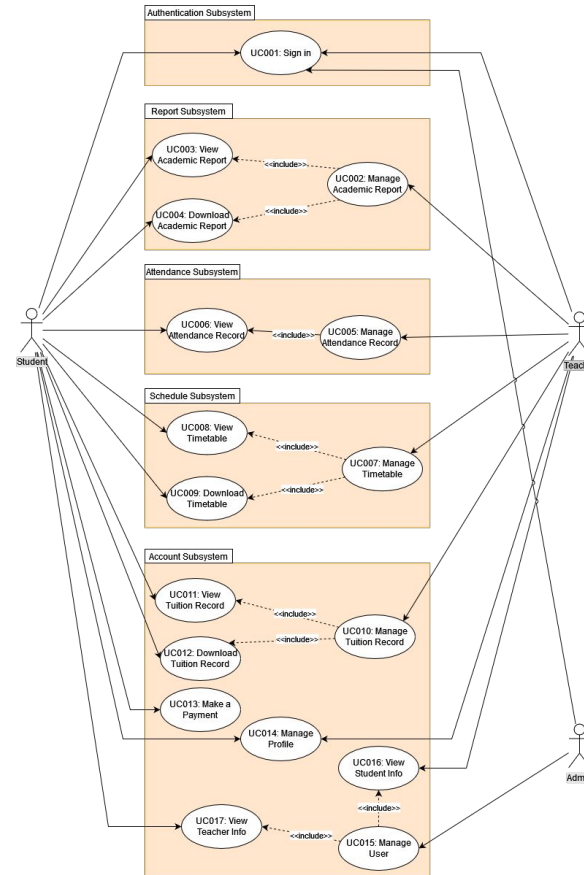 Authentication Subsystem
UC001: Sign in
Report Subsystem
UC003: View
Academic Report
<<include>>
UC002: Manage
Academic Report
UC004: Download
Academic Report
<<include>>
Attendance Subsystem
UC006: View
Attendance Record
<<include>>
UC005: Manage
Attendance Record
Student
Teach
Schedule Subsystem
UC008: View
Timetable
<<include>>
UC007: Manage
Timetable
UC009: Download
Timetable
<<include>>
Account Subsystem
UC011: View
Tuition Record
<<include>>
UC010: Manage
Tuition Record
UC012: Download
Tuition Record
<<include>>
UC013: Make a
Payment
UC014: Manage
Profile
UC016: View
Student Info
Adm
<<include>>
UC017: View
Teacher Info
<<include>>
UC015: Manage
User